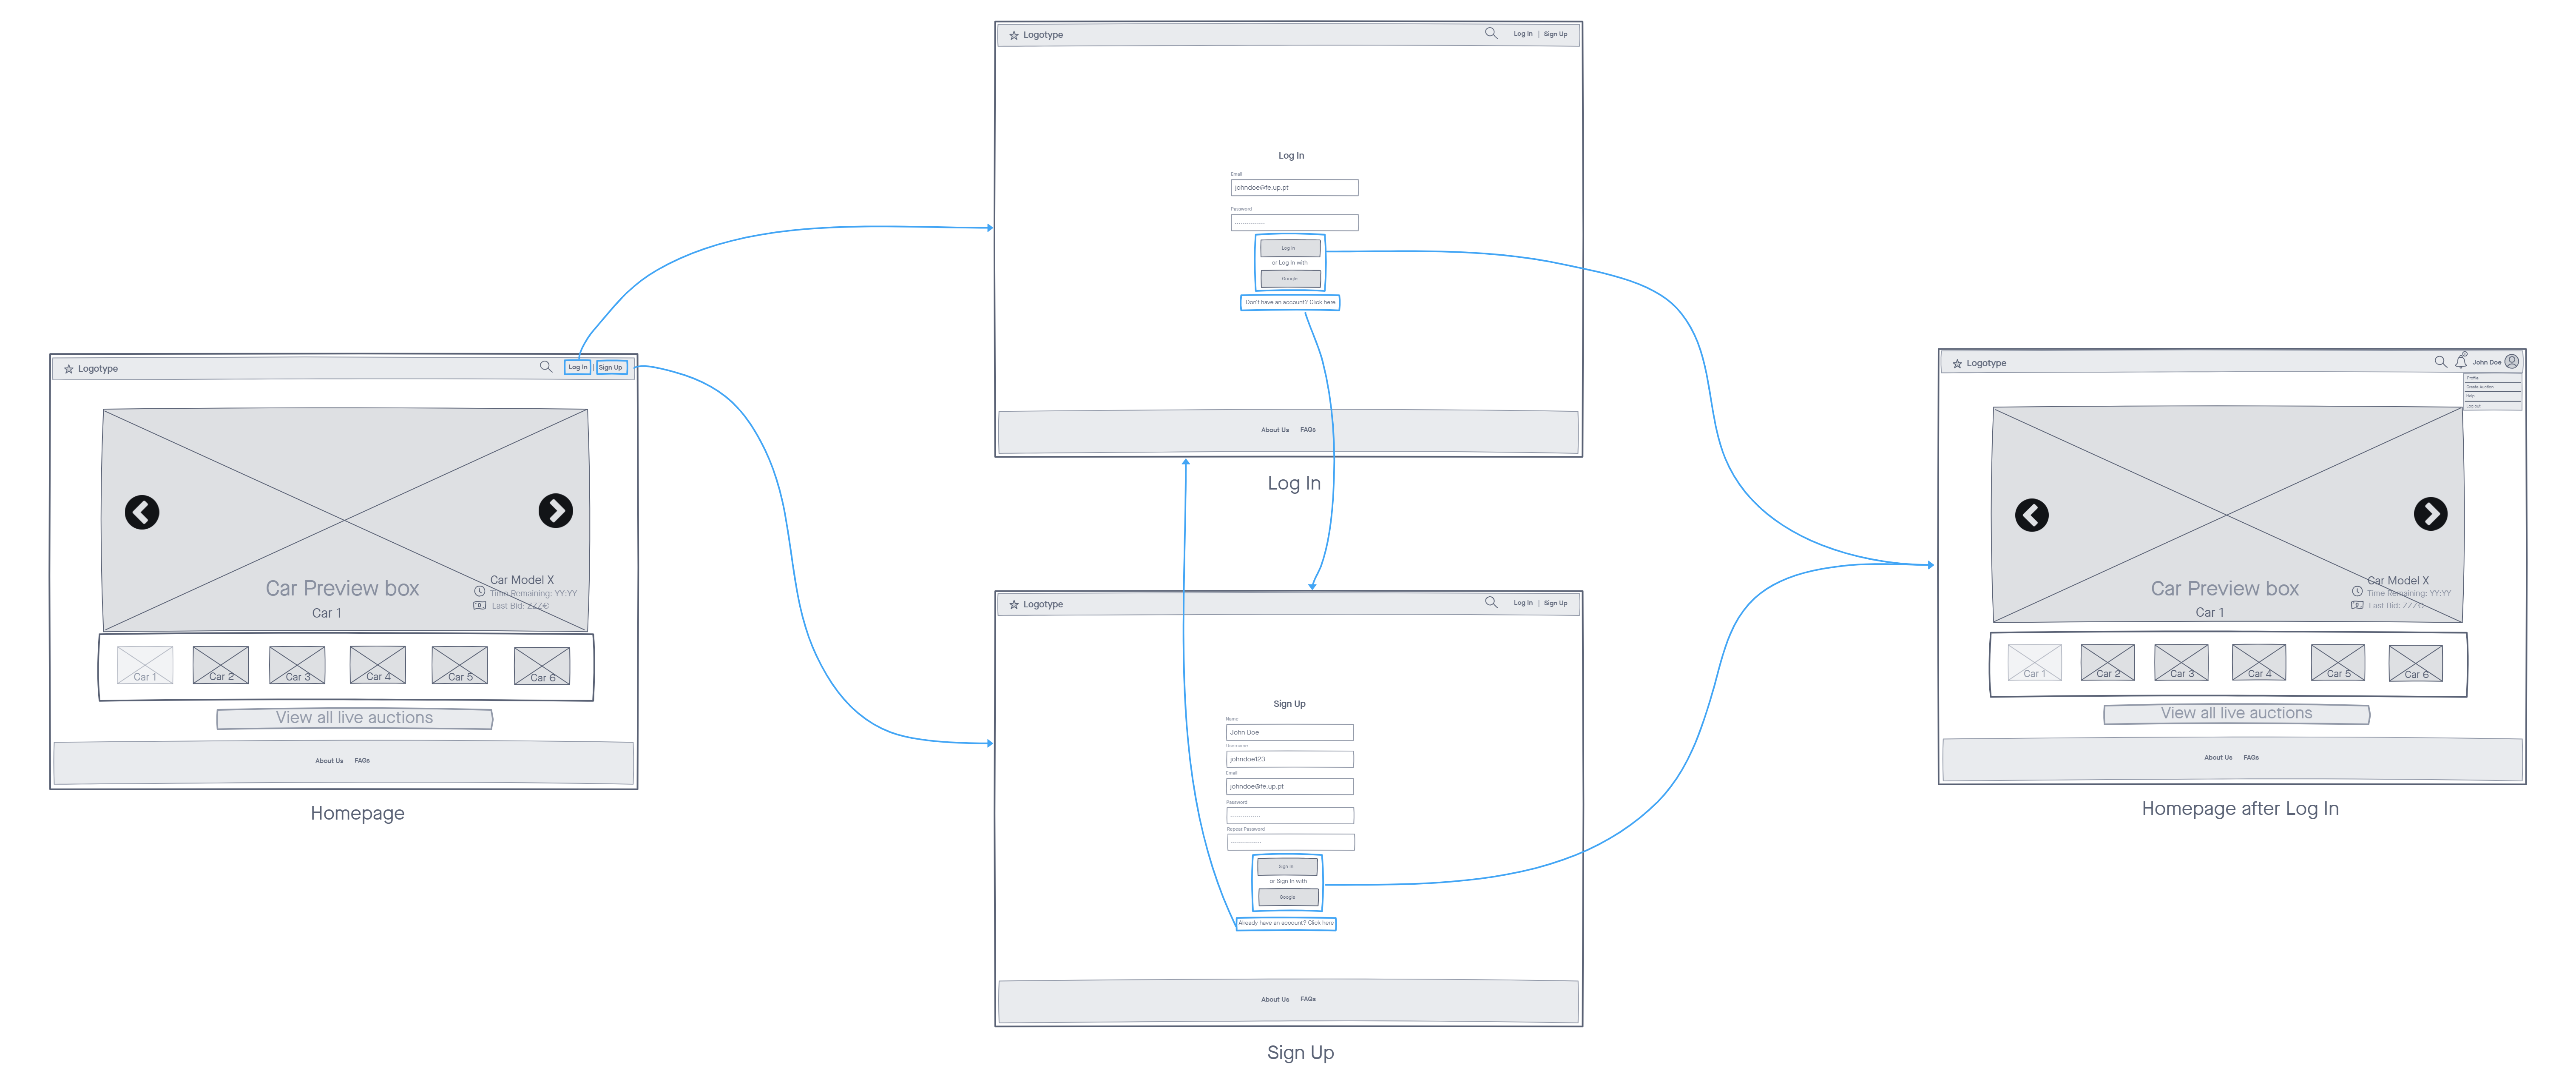 Logotype
Log In | Sign Up
Car Preview box
Car 1
Car Model X
Time Remaining: YY:YY
Last Bid: ZZZ€
Car 1
Car 2
Car 3
Car 4
Car 5
Car 6
View all live auctions
About Us
FAQs
Homepage
Logotype
Log In | Sign Up
Log In
Email
johndoe@fe.up.pt
Password
Log In
or Log In with
Google
Don't have an account? Click here
About Us
FAQs
Log In
Logotype
Log In | Sign Up
Sign Up
Name
John Doe
Username
johndoe123
Email
johndoe@fe.up.pt
Password
Repeat Password
Sign In
or Sign In with
Google
Already have an account? Click here
About Us
FAQs
Sign Up
Logotype
John Doe
Profile
Create Auction
Help
Log out
Car Preview box
Car 1
Car Model X
Time Remaining: YY:YY
Last Bid: ZZZ€
Car 1
Car 2
Car 3
Car 4
Car 5
Car 6
View all live auctions
About Us
FAQs
Homepage after Log In